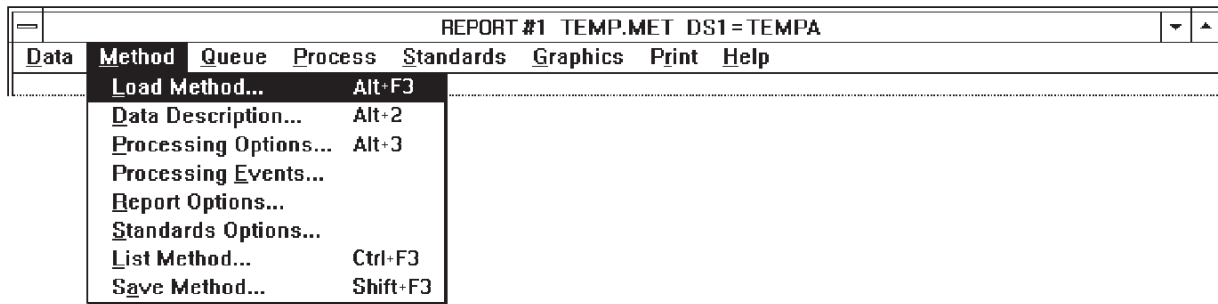 REPORT #1 TEMP.MET DS1=TEMPA
Data Method Queue Process Standards Graphics Print Help
Load Method... Alt+F3
Data Description... Alt+2
Processing Options... Alt+3
Processing Events...
Report Options...
Standards Options...
List Method... Ctrl+F3
Save Method... Shift+F3